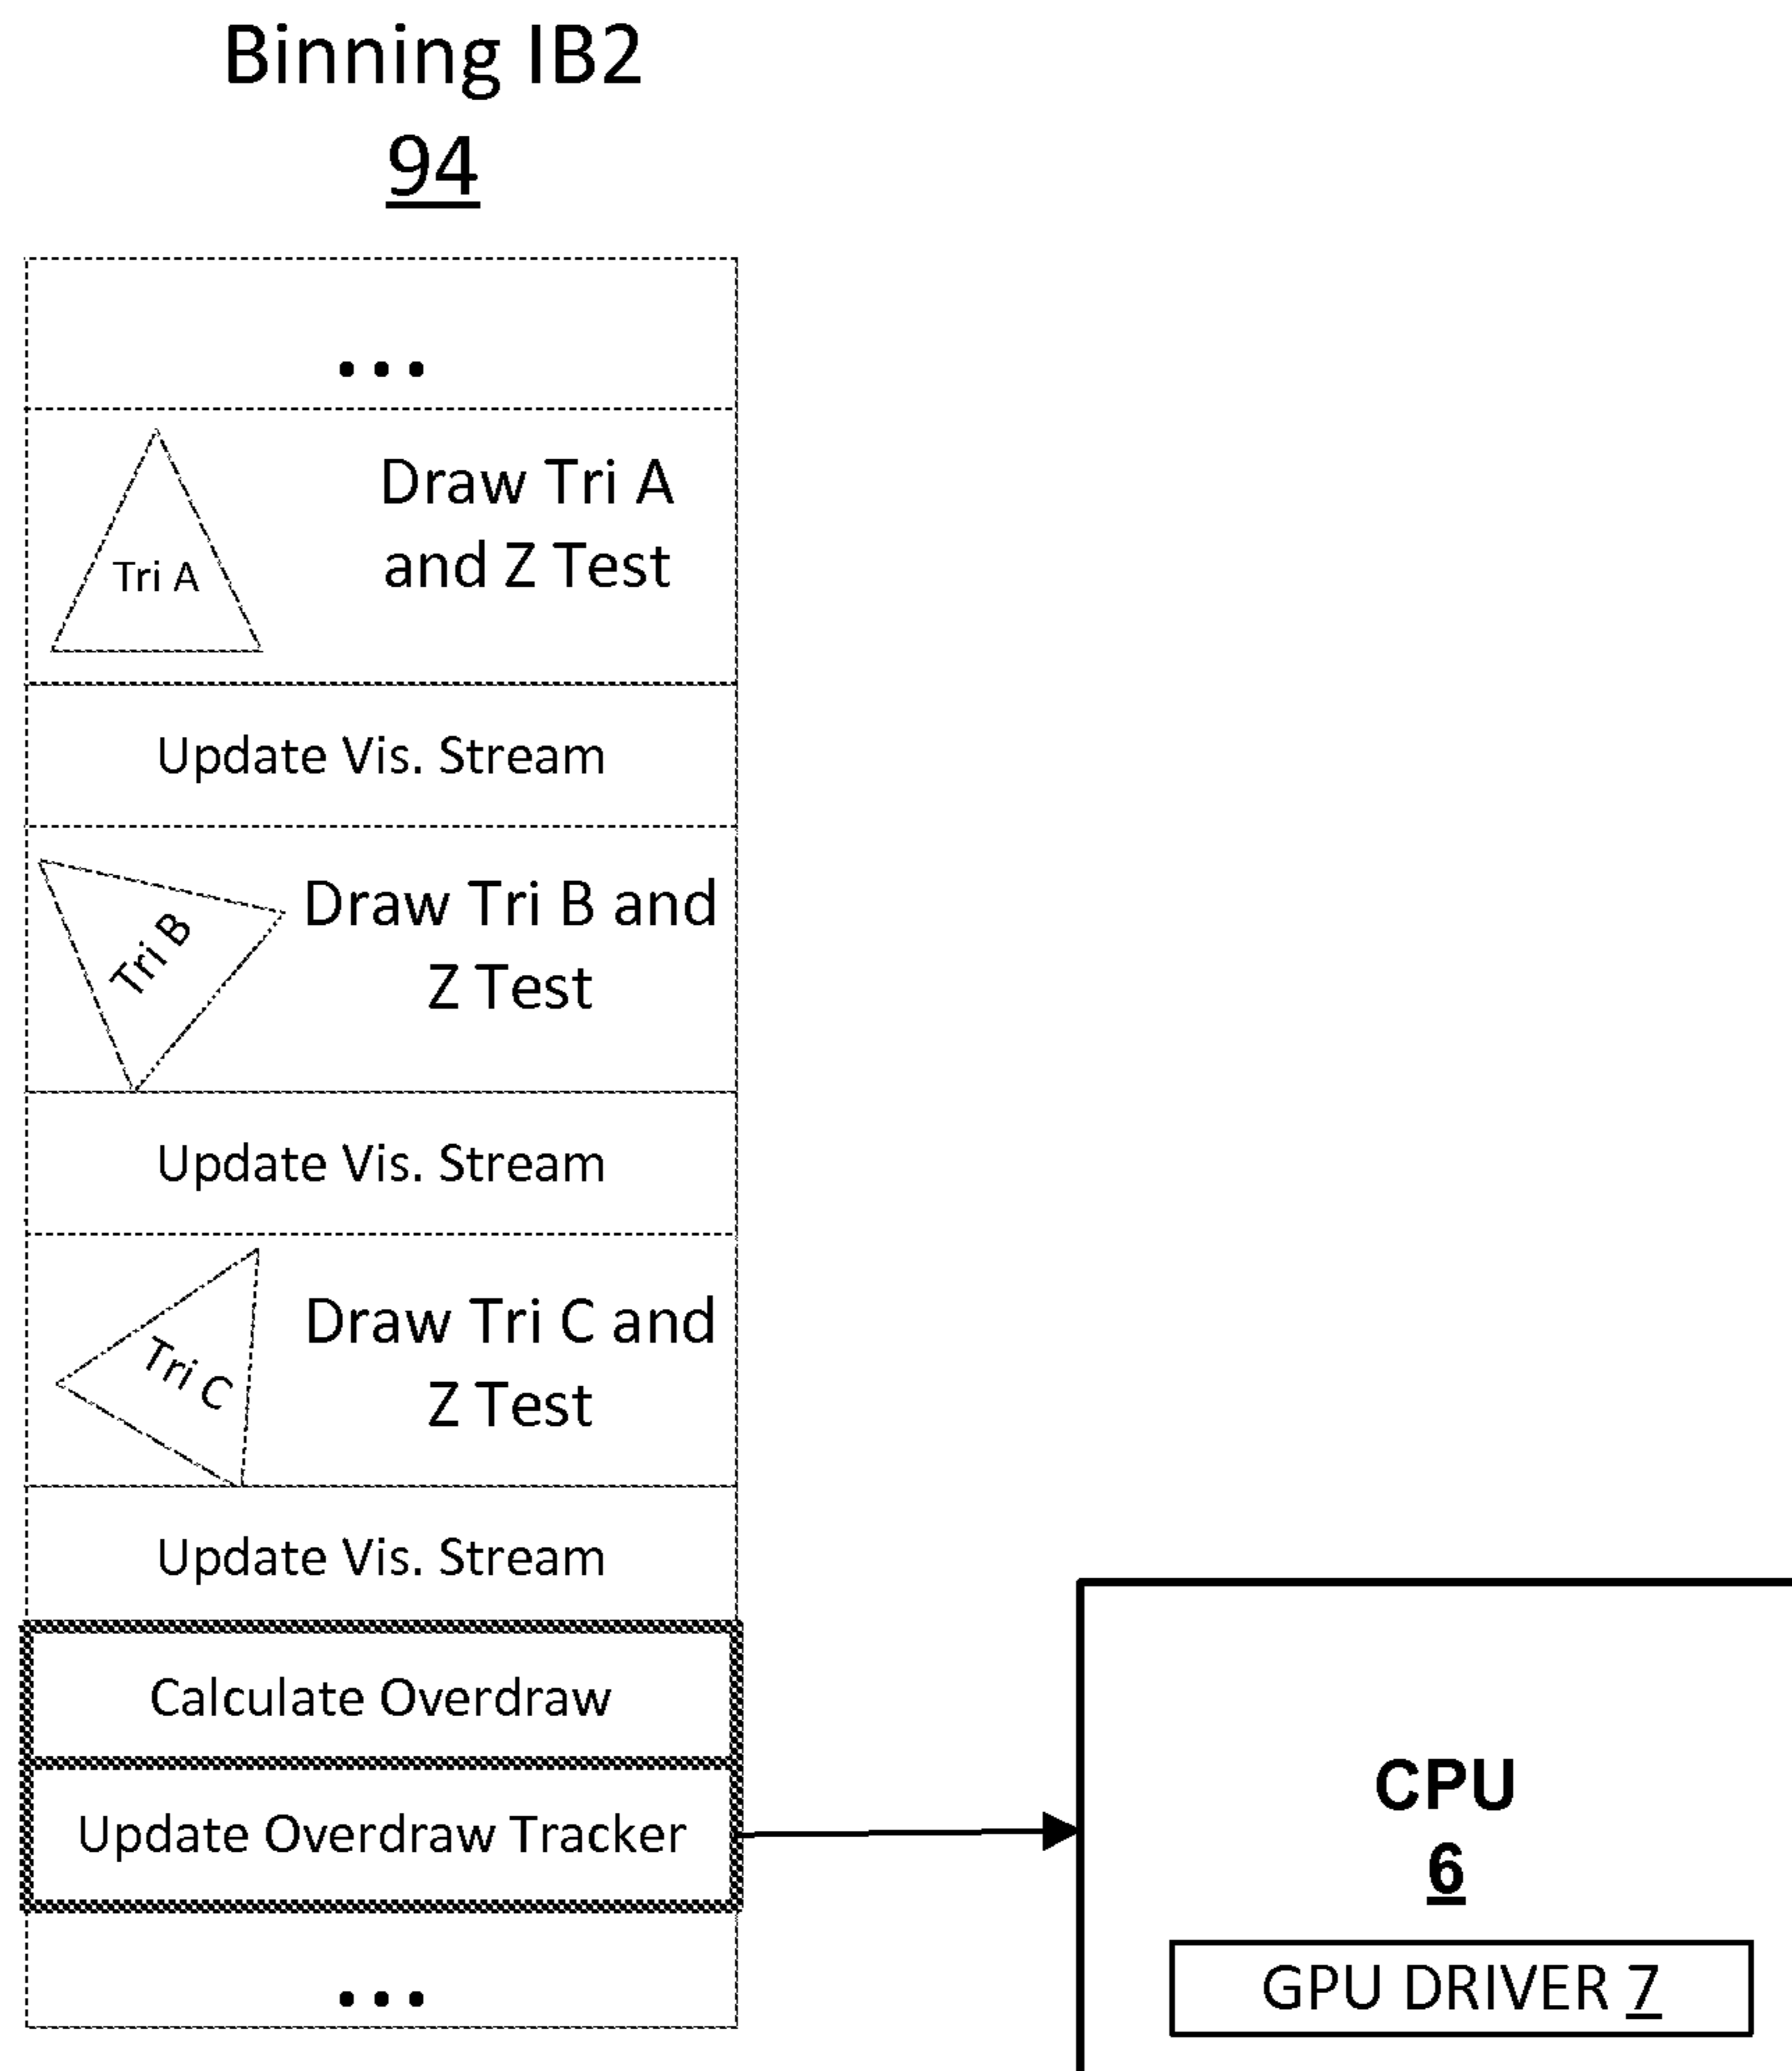 Binning IB2
94
...
Draw Tri A
and Z Test
Tri A
Update Vis. Stream
Draw Tri B and
Z Test
Tri B
Update Vis. Stream
Draw Tri C and
Z Test
Tri C
Update Vis. Stream
Calculate Overdraw
Update Overdraw Tracker
...
CPU
6
GPU DRIVER 7